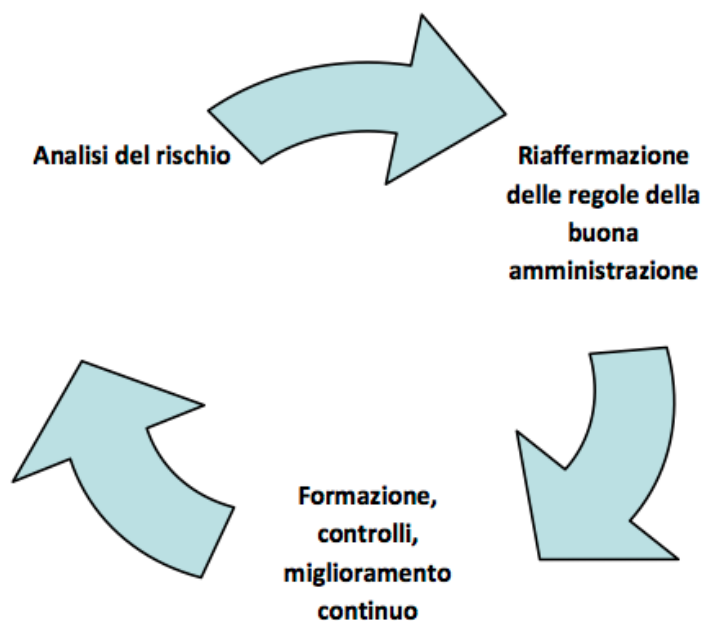 Analisi del rischio
Riaffermazione
delle regole della
buona
amministrazione
Formazione,
controlli,
miglioramento
continuo